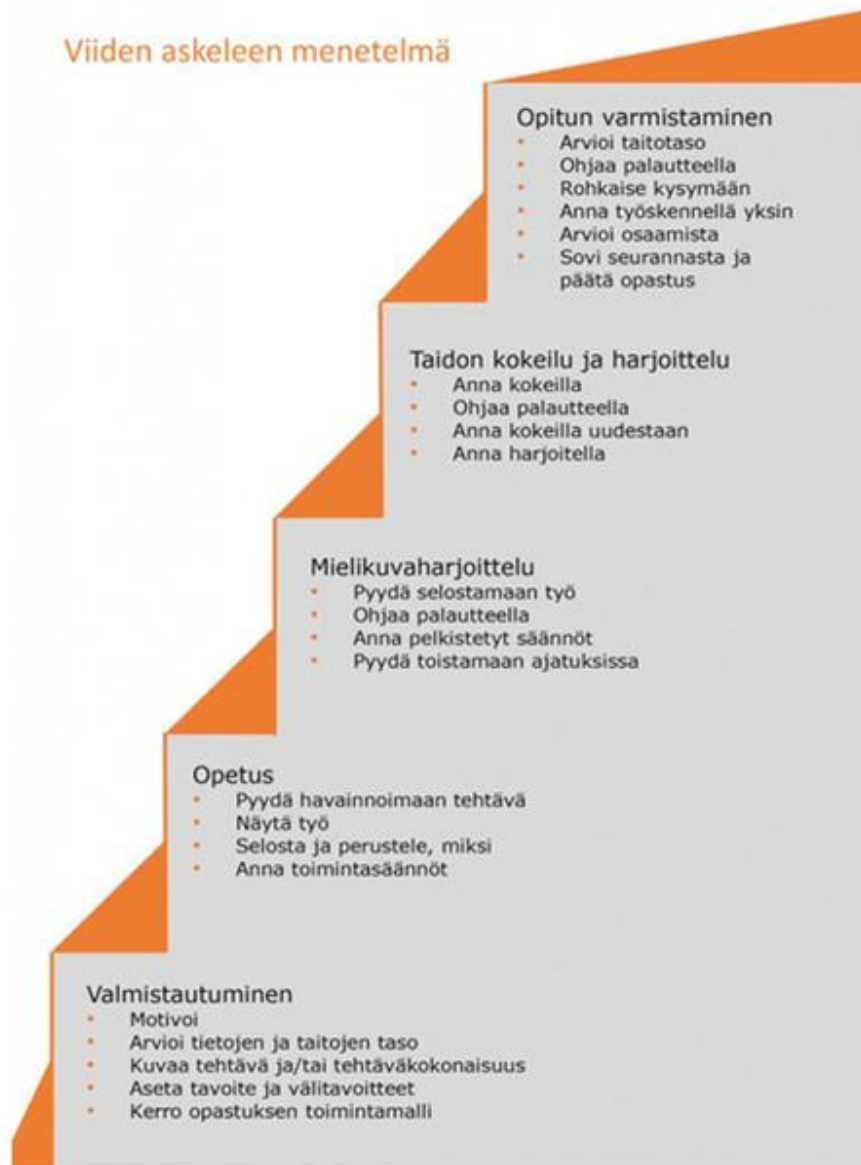 Viiden askeleen menetelmä
Opitun varmistaminen
• Arvioi taitotaso
• Ohjaa palautteella
• Rohkaise kysymään
• Anna työskennellä yksin
• Arvioi osaamista
• Sovi seurannasta ja
päätä opastus
Taidon kokeilu ja harjoittelu
• Anna kokeilla
• Ohjaa palautteella
• Anna kokeilla uudestaan
• Anna harjoitella
Mielikuvaharjoittelu
• Pyydä selostamaan työ
• Ohjaa palautteella
• Anna pelkistetyt säännöt
• Pyydä toistamaan ajatuksissa
Opetus
• Pyydä havainnoimaan tehtävä
• Näytä työ
• Selosta ja perustele, miksi
• Anna toimintasäännöt
Valmistautuminen
• Motivoi
• Arvioi tietojen ja taitojen taso
• Kuvaa tehtävä ja/tai tehtäväkokonaisuus
• Aseta tavoite ja välitavoitteet
• Kerro opastuksen toimintamalli